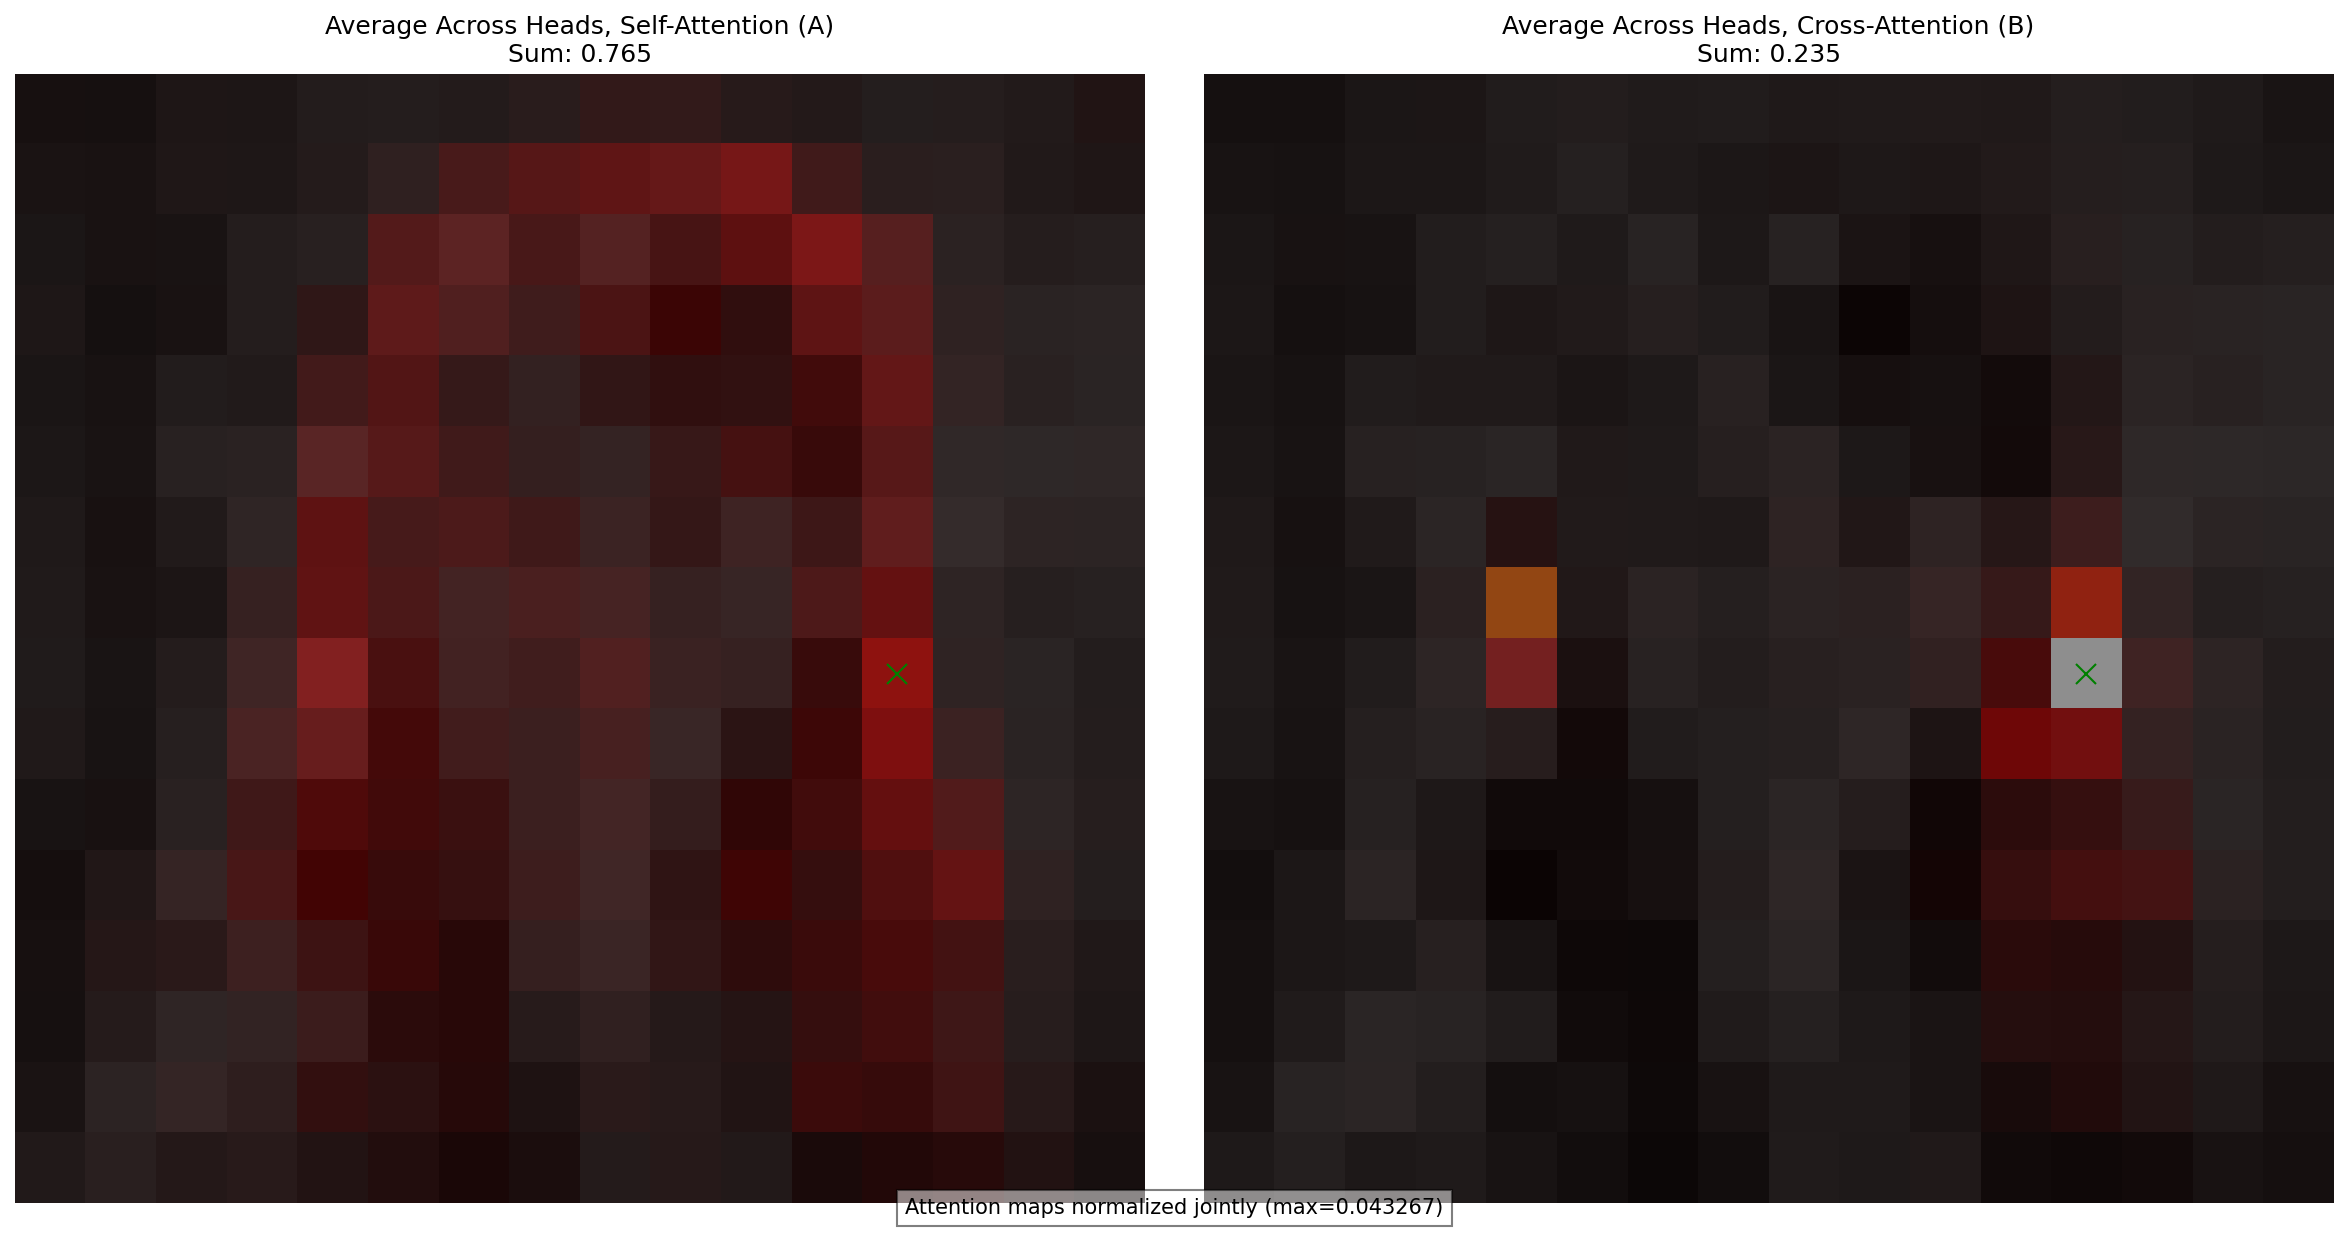 Average Across Heads, Self-Attention (A)
Sum: 0.765
Average Across Heads, Cross-Attention (B)
Sum: 0.235
Attention maps normalized jointly (max=0.043267)